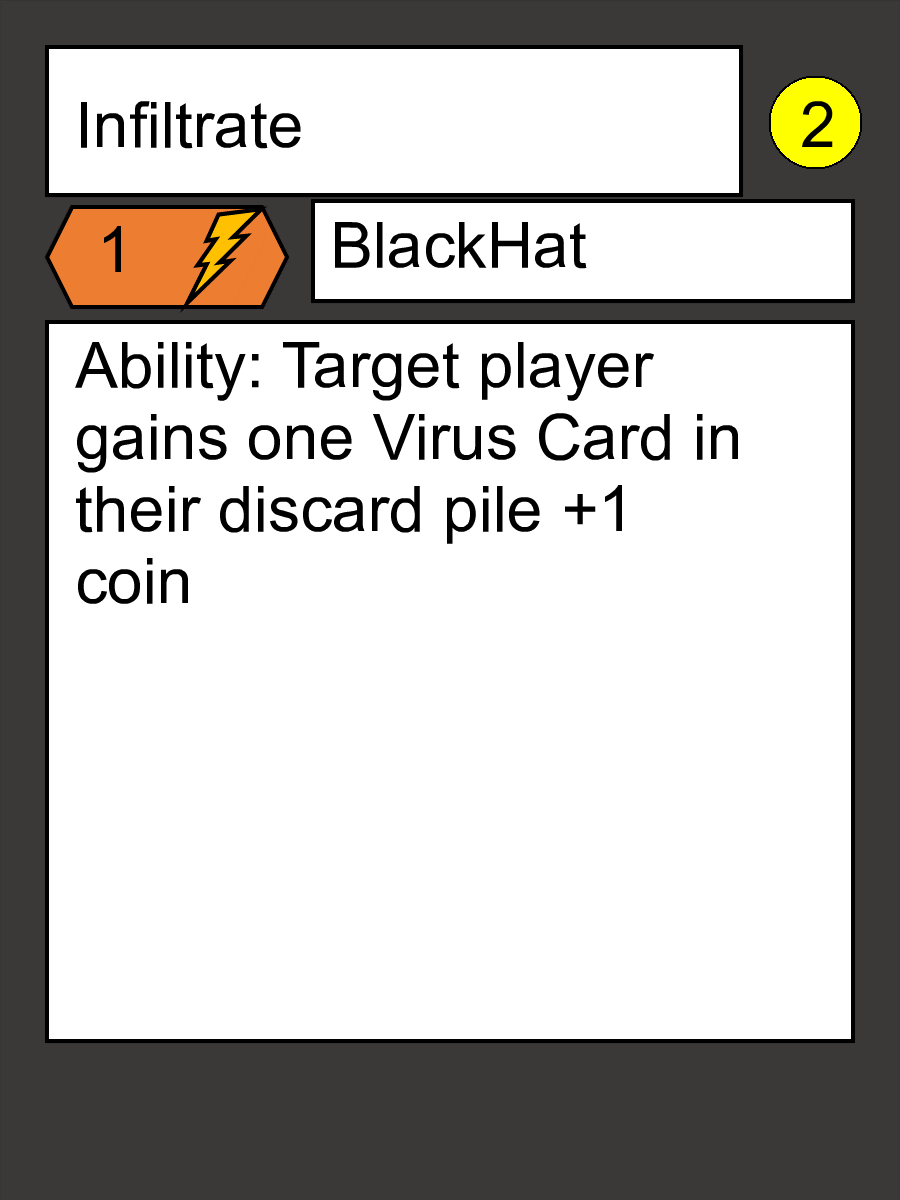 Infiltrate
2
1
BlackHat
Ability: Target player
gains one Virus Card in
their discard pile +1
coin